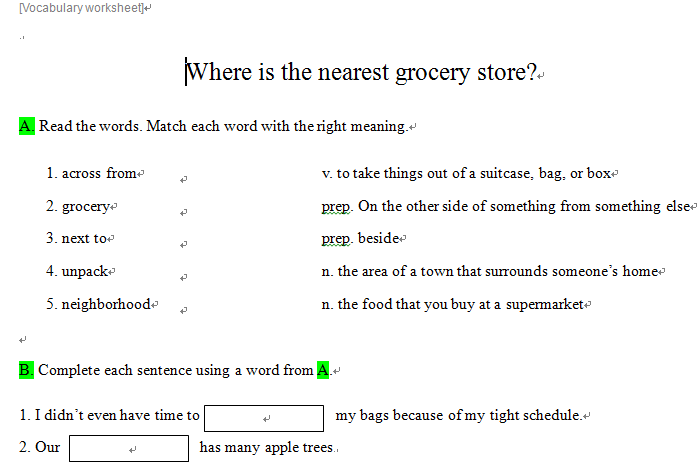 [Vocabulary worksheet]
Where is the nearest grocery store?
A. Read the words. Match each word with the right meaning.
1. across from v. to take things out of a suitcase, bag, or box
2. grocery prep. On the other side of something from something else
3. next to prep. beside
4. unpack n. the area of a town that surrounds someone's home
5. neighborhood n. the food that you buy at a supermarket
B. Complete each sentence using a word from A.
1. I didn't even have time to my bags because of my tight schedule.
2. Our has many apple trees.